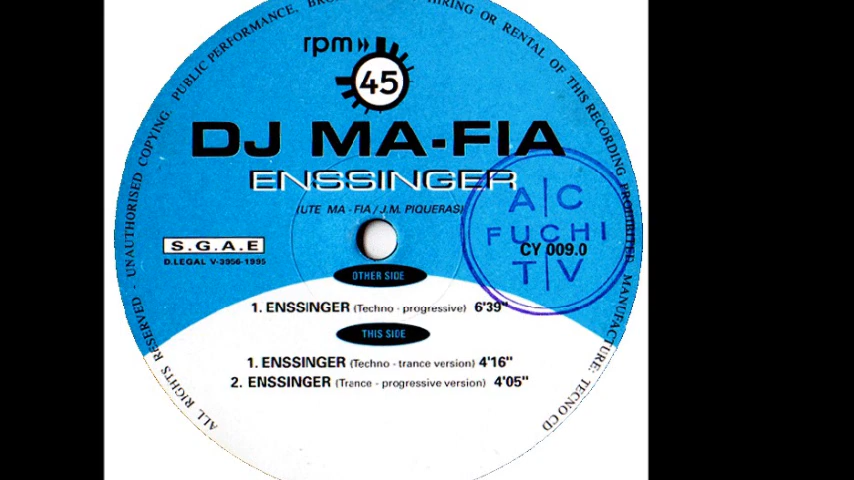 rpm
45
DJ MA-FIA
ENSSINGER
(UTE MA - FIA / J.M. PIQUERAS)
S.G.A.E
D.LEGAL V-3956-1995
A C
FUCHI
CY 009.0
T V
OTHER SIDE
1. ENSSINGER (Techno - progressive) 6'39"
THIS SIDE
1. ENSSINGER (Techno - trance version) 4'16"
2. ENSSINGER (Trance - progressive version) 4'05"
ALL RIGHTS RESERVED - UNAUTHORISED COPYING. PUBLIC PERFORMANCE, HIRING OR RENTAL OF THIS RECORDING PROHIBITED MANUFACTURE: TECNO CD